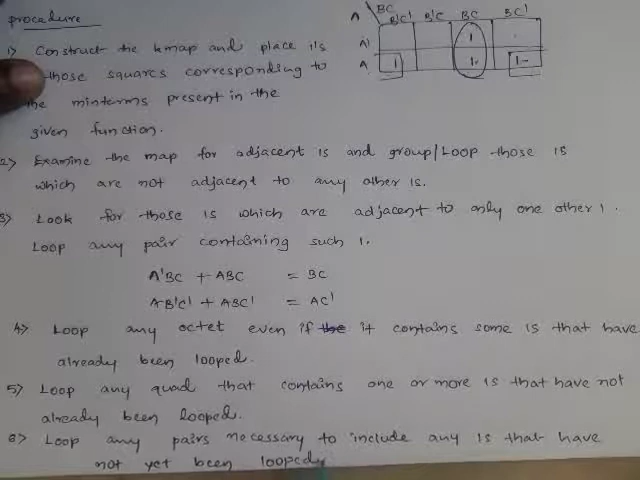 procedure
A \ BC
B'C' B'C BC BC'
A' 1
A 1 1 1
1) Construct the kmap and place 1s
those squares corresponding to
the minterms present in the
given function.
2) Examine the map for adjacent 1s and group/Loop those 1s
which are not adjacent to any other 1s.
3) Look for those 1s which are adjacent to only one other 1.
Loop any pair containing such 1.
A'BC + ABC = BC
AB'C' + ABC' = AC'
4) Loop any octet even if it contains some 1s that have
already been looped.
5) Loop any quad that contains one or more 1s that have not
already been looped.
6) Loop any pairs necessary to include any 1s that have
not yet been looped